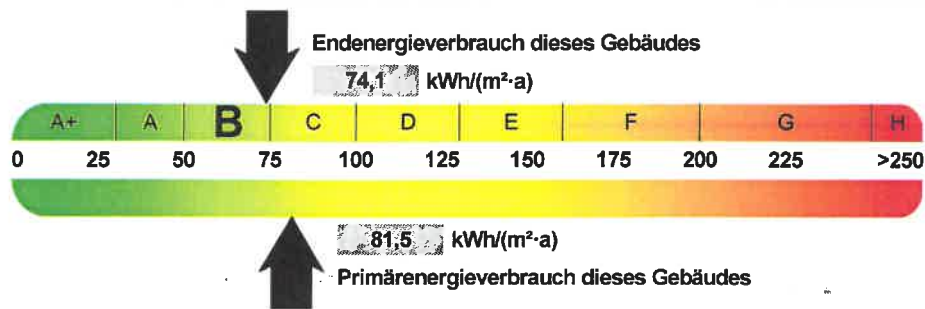 Endenergieverbrauch dieses Gebäudes
74,1 kWh/(m²·a)
A+ A B C D E F G H
0 25 50 75 100 125 150 175 200 225 >250
81,5 kWh/(m²·a)
Primärenergieverbrauch dieses Gebäudes